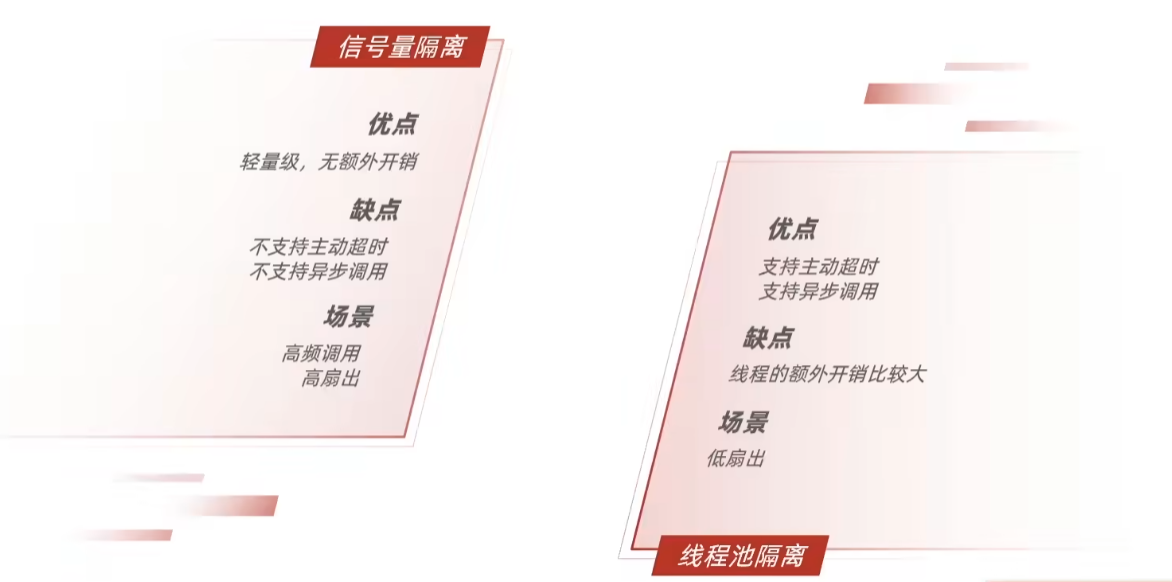 信号量隔离
优点
轻量级，无额外开销
缺点
不支持主动超时
不支持异步调用
场景
高频调用
高扇出
优点
支持主动超时
支持异步调用
缺点
线程的额外开销比较大
场景
低扇出
线程池隔离